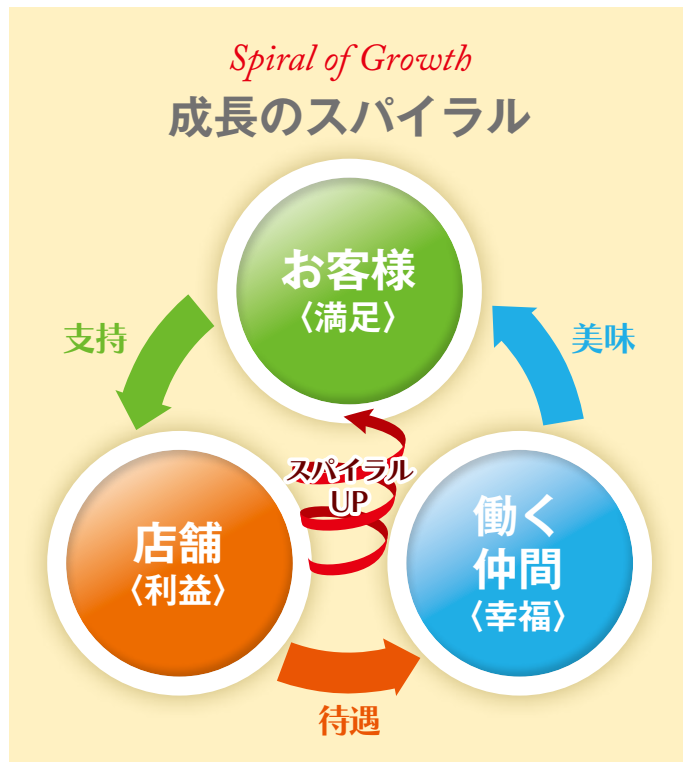 Spiral of Growth
成長のスパイラル
お客様
〈満足〉
支持
美味
スパイラル
UP
店舗
〈利益〉
働く
仲間
〈幸福〉
待遇